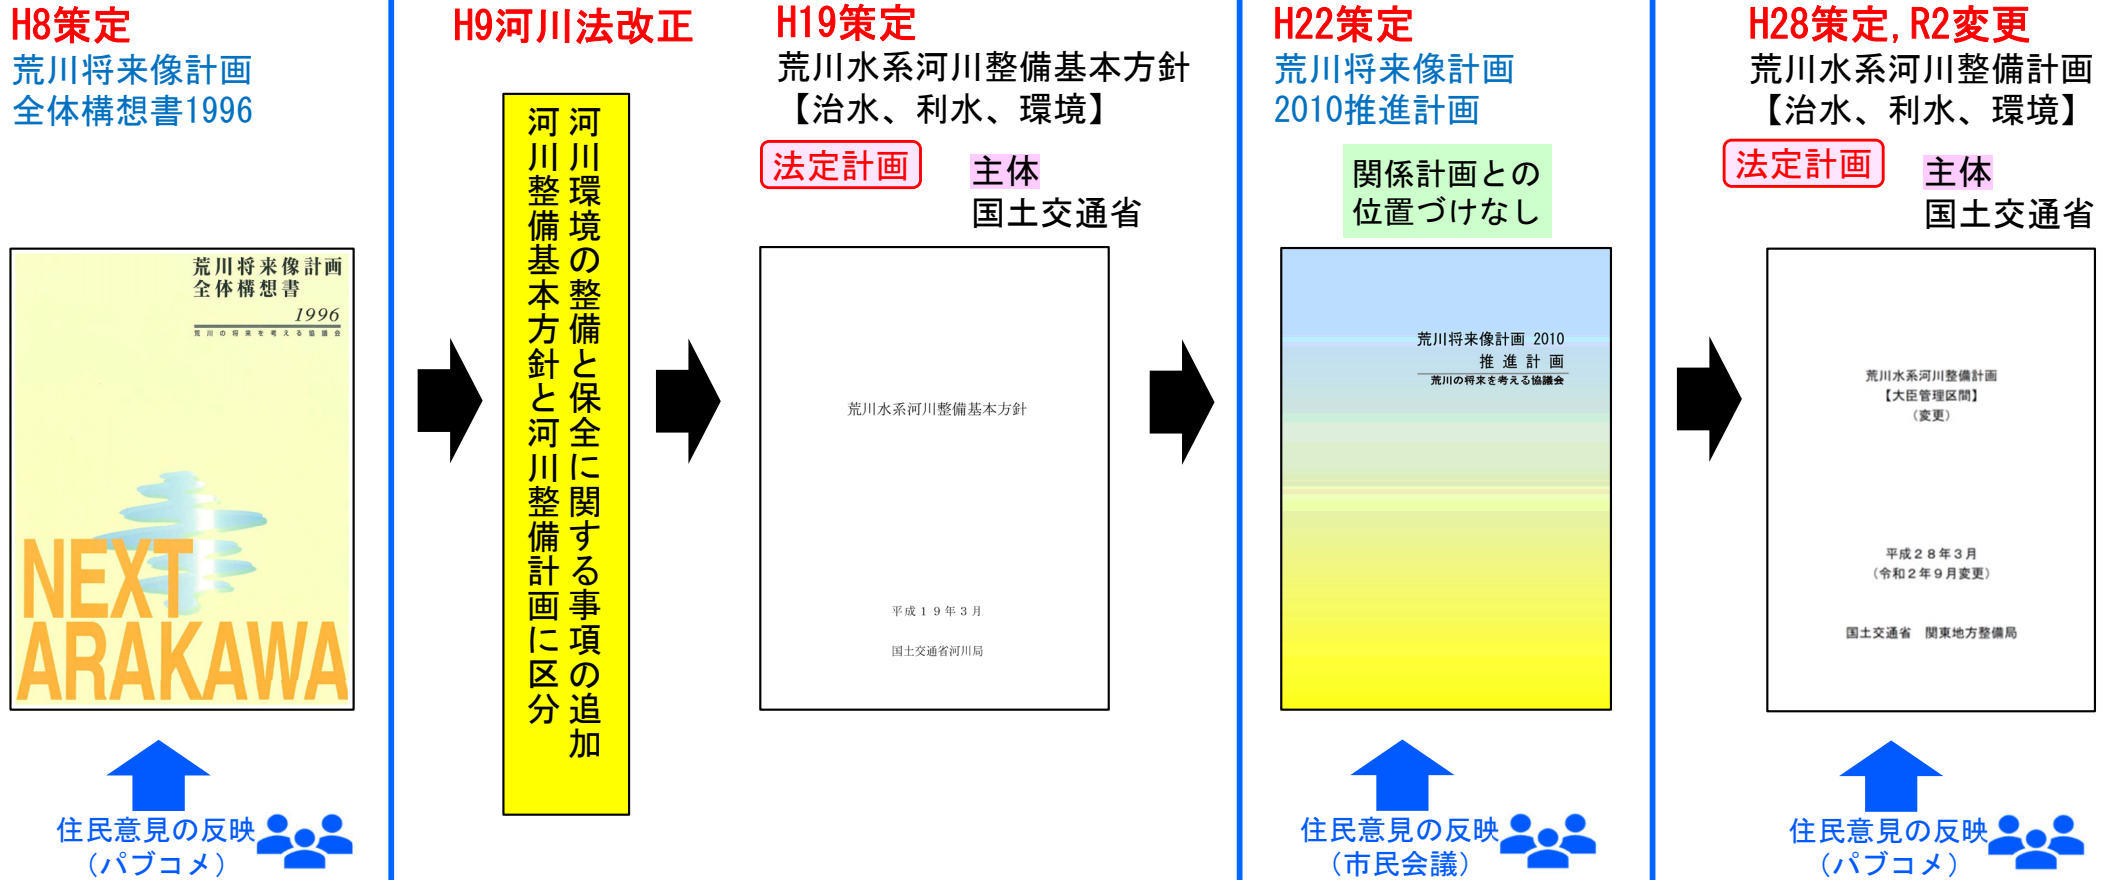 H8策定
荒川将来像計画
全体構想書1996
荒川将来像計画
全体構想書
1996
荒川の将来を考える協議会
NEXT
ARAKAWA
住民意見の反映
（パブコメ）
H9河川法改正
河川環境の整備と保全に関する事項の追加
河川整備基本方針と河川整備計画に区分
H19策定
荒川水系河川整備基本方針
【治水、利水、環境】
法定計画
主体
国土交通省
荒川水系河川整備基本方針
平成１９年３月
国土交通省河川局
H22策定
荒川将来像計画
2010推進計画
関係計画との
位置づけなし
荒川将来像計画 2010
推進計画
荒川の将来を考える協議会
住民意見の反映
（市民会議）
H28策定,R2変更
荒川水系河川整備計画
【治水、利水、環境】
法定計画
主体
国土交通省
荒川水系河川整備計画
【大臣管理区間】
（変更）
平成２８年３月
（令和２年９月変更）
国土交通省　関東地方整備局
住民意見の反映
（パブコメ）